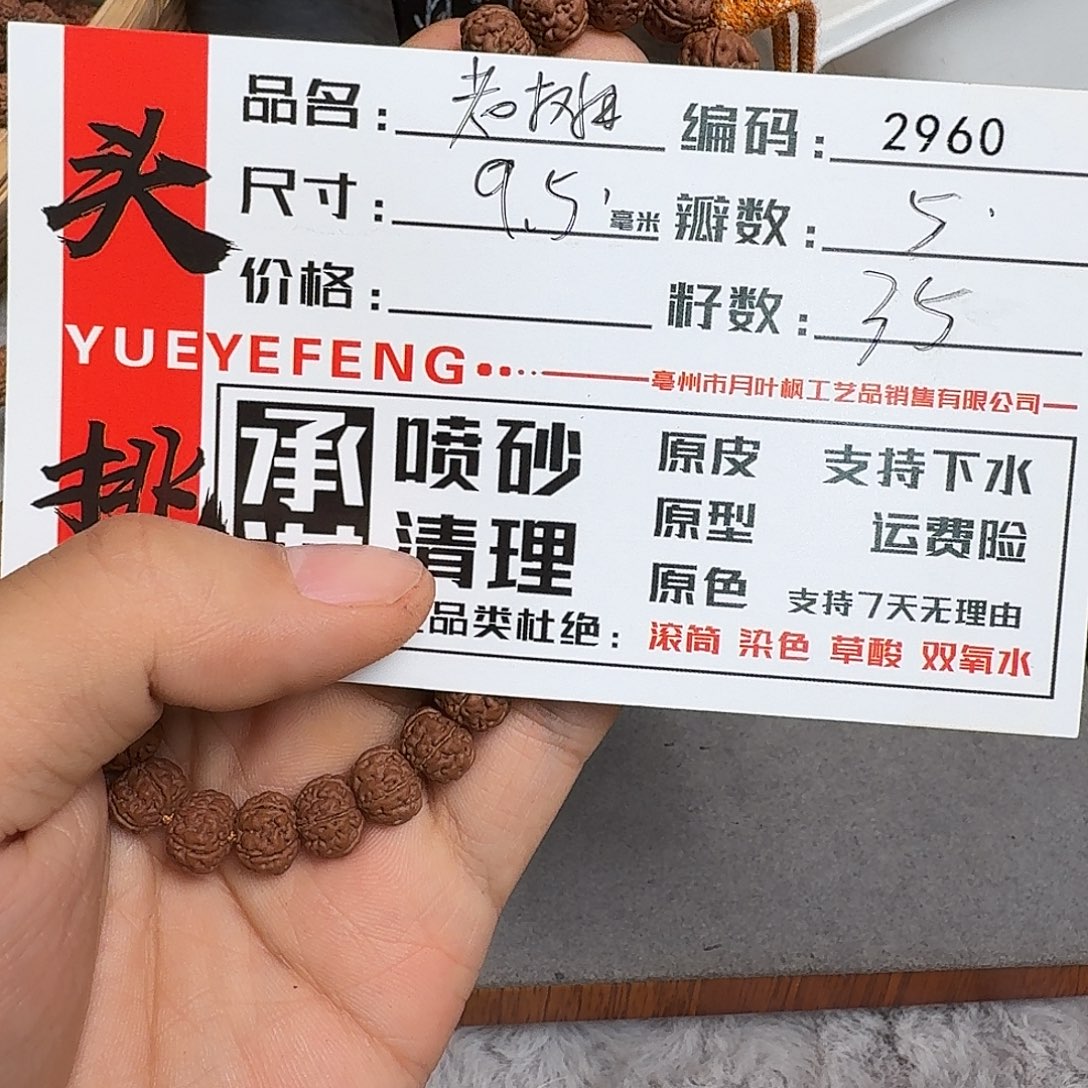 头挑
品名： 编码：2960
尺寸：9.5毫米 瓣数：5
价格： 籽数：35
YUEYEFENG
亳州市月叶枫工艺品销售有限公司
承
喷砂
清理
原皮 支持下水
原型 运费险
原色 支持7天无理由
品类杜绝：滚筒 染色 草酸 双氧水